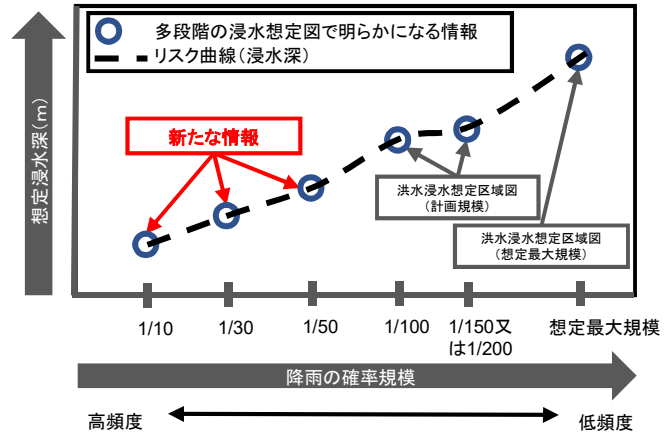 多段階の浸水想定図で明らかになる情報
リスク曲線(浸水深)
新たな情報
想定浸水深(m)
洪水浸水想定区域図
(計画規模)
洪水浸水想定区域図
(想定最大規模)
1/10
1/30
1/50
1/100
1/150又
は1/200
想定最大規模
降雨の確率規模
高頻度
低頻度